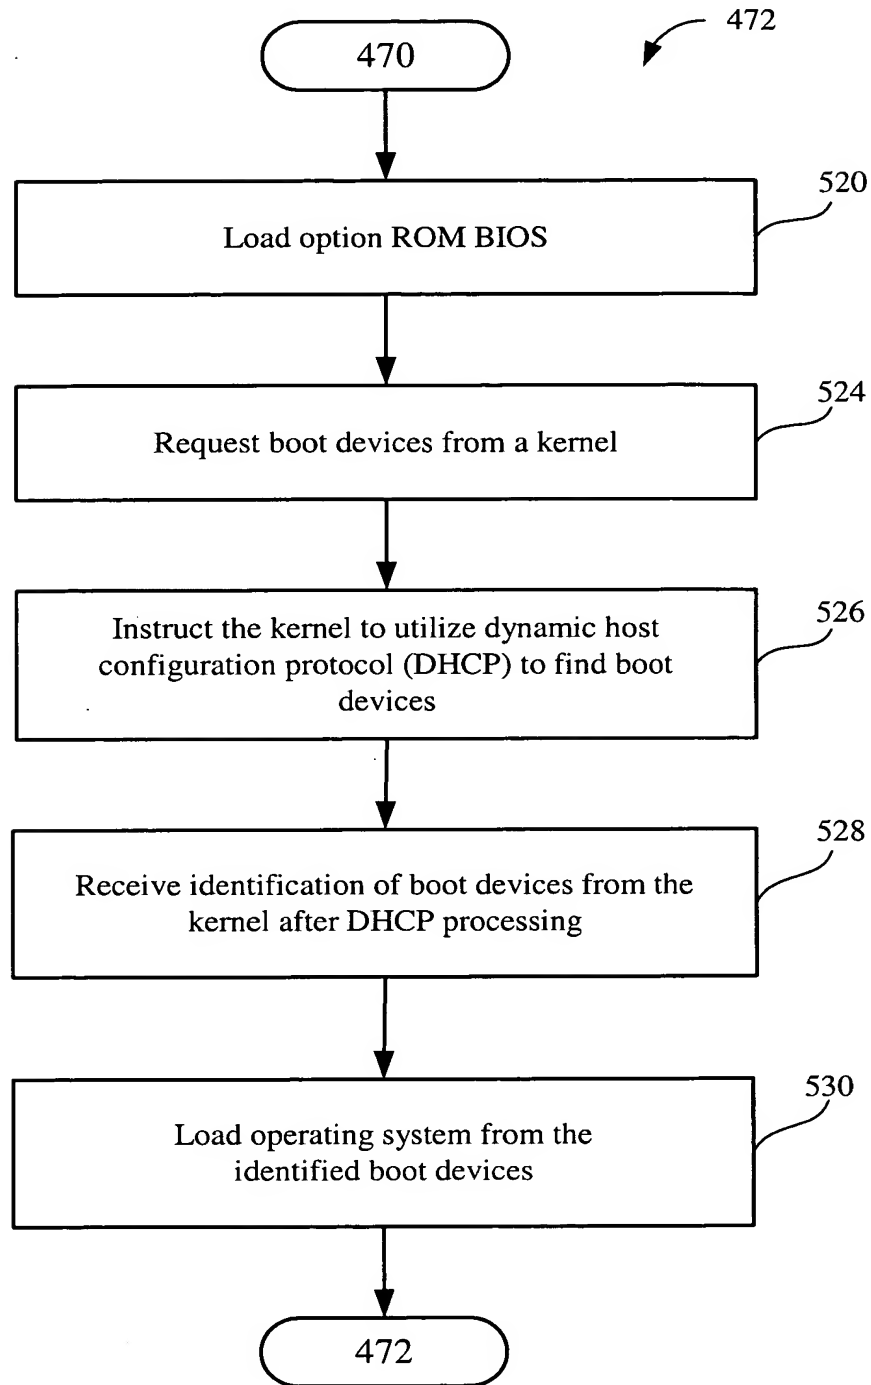 472
470
520
Load option ROM BIOS
524
Request boot devices from a kernel
526
Instruct the kernel to utilize dynamic host
configuration protocol (DHCP) to find boot
devices
528
Receive identification of boot devices from the
kernel after DHCP processing
530
Load operating system from the
identified boot devices
472